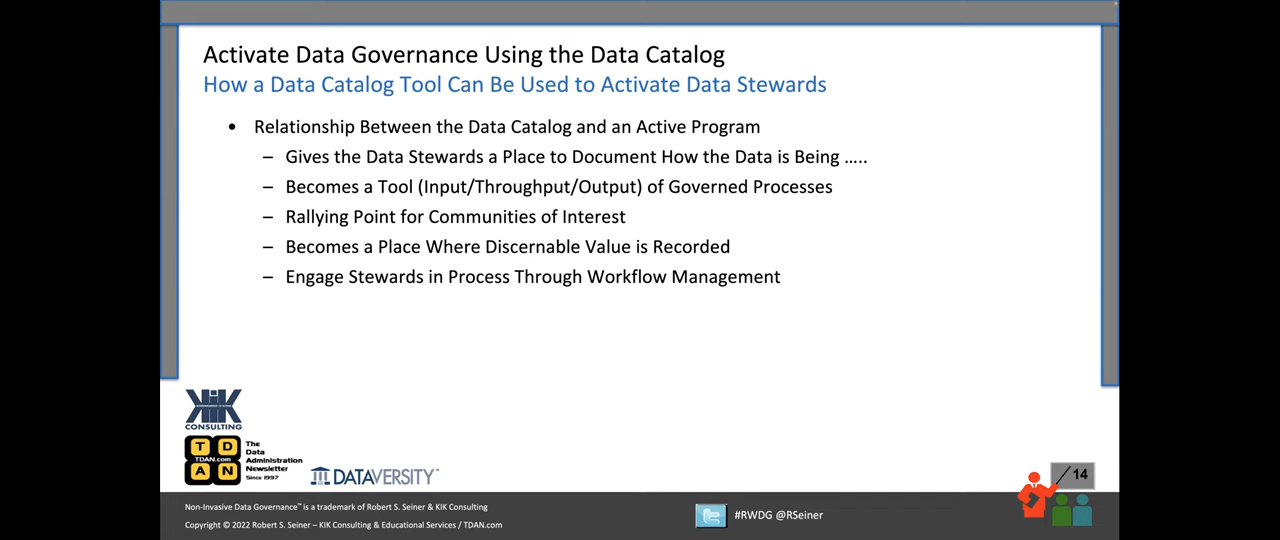 Activate Data Governance Using the Data Catalog
How a Data Catalog Tool Can Be Used to Activate Data Stewards
• Relationship Between the Data Catalog and an Active Program
– Gives the Data Stewards a Place to Document How the Data is Being …..
– Becomes a Tool (Input/Throughput/Output) of Governed Processes
– Rallying Point for Communities of Interest
– Becomes a Place Where Discernable Value is Recorded
– Engage Stewards in Process Through Workflow Management
KIK
CONSULTING
T D
TDAN.com
A N
The
Data
Administration
Newsletter
Since 1997
DATAVERSITY™
/ 14
Non-Invasive Data Governance™ is a trademark of Robert S. Seiner & KIK Consulting
Copyright © 2022 Robert S. Seiner – KIK Consulting & Educational Services / TDAN.com
#RWDG @RSeiner